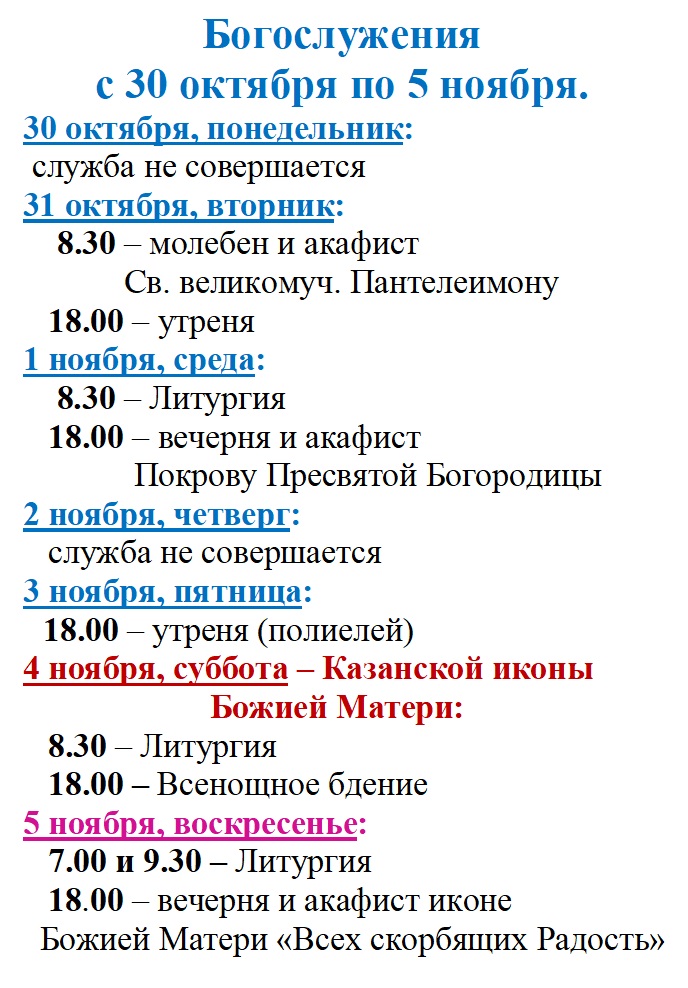 Богослужения
с 30 октября по 5 ноября.
30 октября, понедельник:
служба не совершается
31 октября, вторник:
8.30 – молебен и акафист
Св. великомуч. Пантелеимону
18.00 – утреня
1 ноября, среда:
8.30 – Литургия
18.00 – вечерня и акафист
Покрову Пресвятой Богородицы
2 ноября, четверг:
служба не совершается
3 ноября, пятница:
18.00 – утреня (полиелей)
4 ноября, суббота – Казанской иконы
Божией Матери:
8.30 – Литургия
18.00 – Всенощное бдение
5 ноября, воскресенье:
7.00 и 9.30 – Литургия
18.00 – вечерня и акафист иконе
Божией Матери «Всех скорбящих Радость»